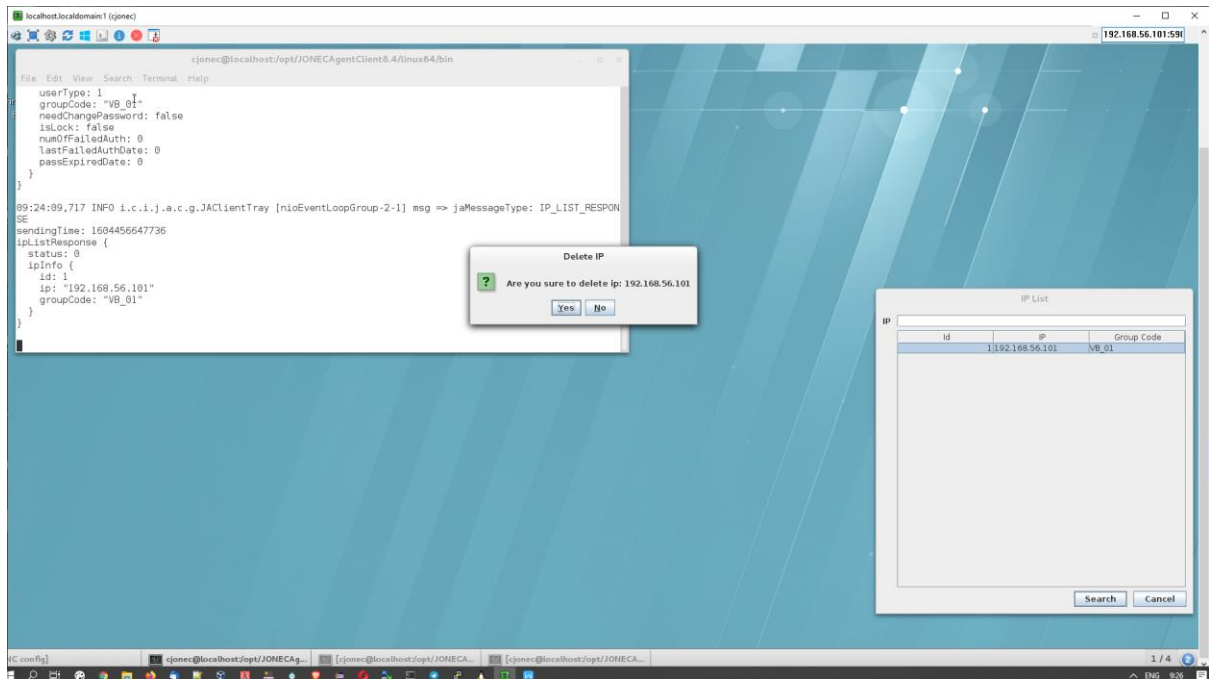 localhost.localdomain:1 (cjonec)
192.168.56.101:590
cjonec@localhost:/opt/JONECAgentClient8.4/linux64/bin
File Edit View Search Terminal Help
userType: 1
groupCode: "VB_01"
needChangePassword: false
isLock: false
numOfFailedAuth: 0
lastFailedAuthDate: 0
passExpiredDate: 0
}
}
09:24:09,717 INFO i.c.i.j.a.c.g.JAClientTray [nioEventLoopGroup-2-1] msg => jaMessageType: IP_LIST_RESPON
SE
sendingTime: 1604456647736
ipListResponse {
status: 0
ipInfo {
id: 1
ip: "192.168.56.101"
groupCode: "VB_01"
}
}
Delete IP
? Are you sure to delete ip: 192.168.56.101
Yes No
IP List
IP
Id IP Group Code
1 192.168.56.101 VB_01
Search Cancel
IC config]
cjonec@localhost:/opt/JONECAg...
[cjonec@localhost:/opt/JONECA...
[cjonec@localhost:/opt/JONECA...
1 / 4
ENG 9:26